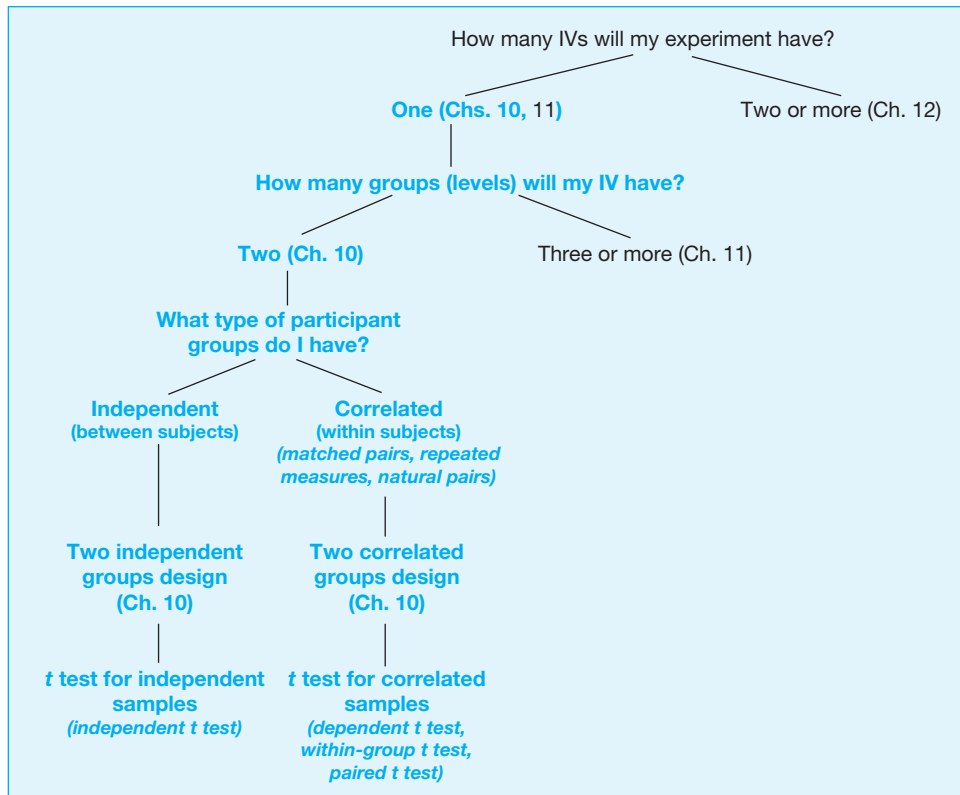 How many IVs will my experiment have?
One (Chs. 10, 11)
Two or more (Ch. 12)
How many groups (levels) will my IV have?
Two (Ch. 10)
Three or more (Ch. 11)
What type of participant
groups do I have?
Independent
(between subjects)
Correlated
(within subjects)
(matched pairs, repeated
measures, natural pairs)
Two independent
groups design
(Ch. 10)
Two correlated
groups design
(Ch. 10)
t test for independent
samples
(independent t test)
t test for correlated
samples
(dependent t test,
within-group t test,
paired t test)